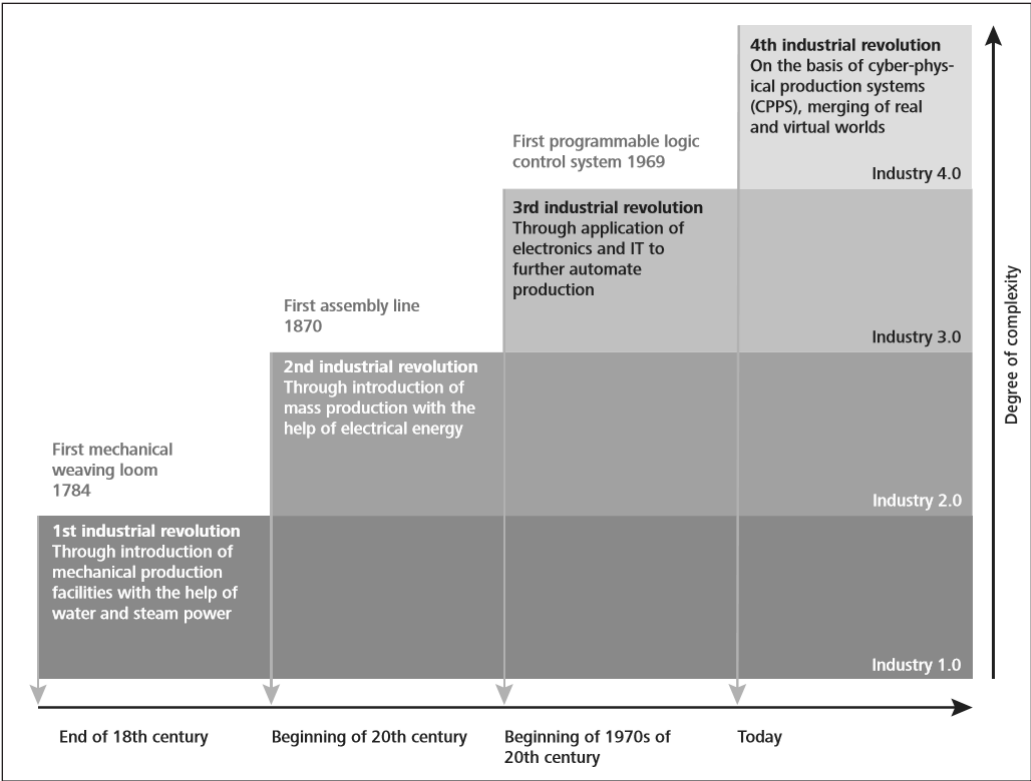 4th industrial revolution
On the basis of cyber-phys-
ical production systems
(CPPS), merging of real
and virtual worlds
Industry 4.0
First programmable logic
control system 1969
3rd industrial revolution
Through application of
electronics and IT to
further automate
production
Industry 3.0
First assembly line
1870
2nd industrial revolution
Through introduction of
mass production with the
help of electrical energy
Industry 2.0
First mechanical
weaving loom
1784
1st industrial revolution
Through introduction of
mechanical production
facilities with the help of
water and steam power
Industry 1.0
Degree of complexity
End of 18th century
Beginning of 20th century
Beginning of 1970s of
20th century
Today